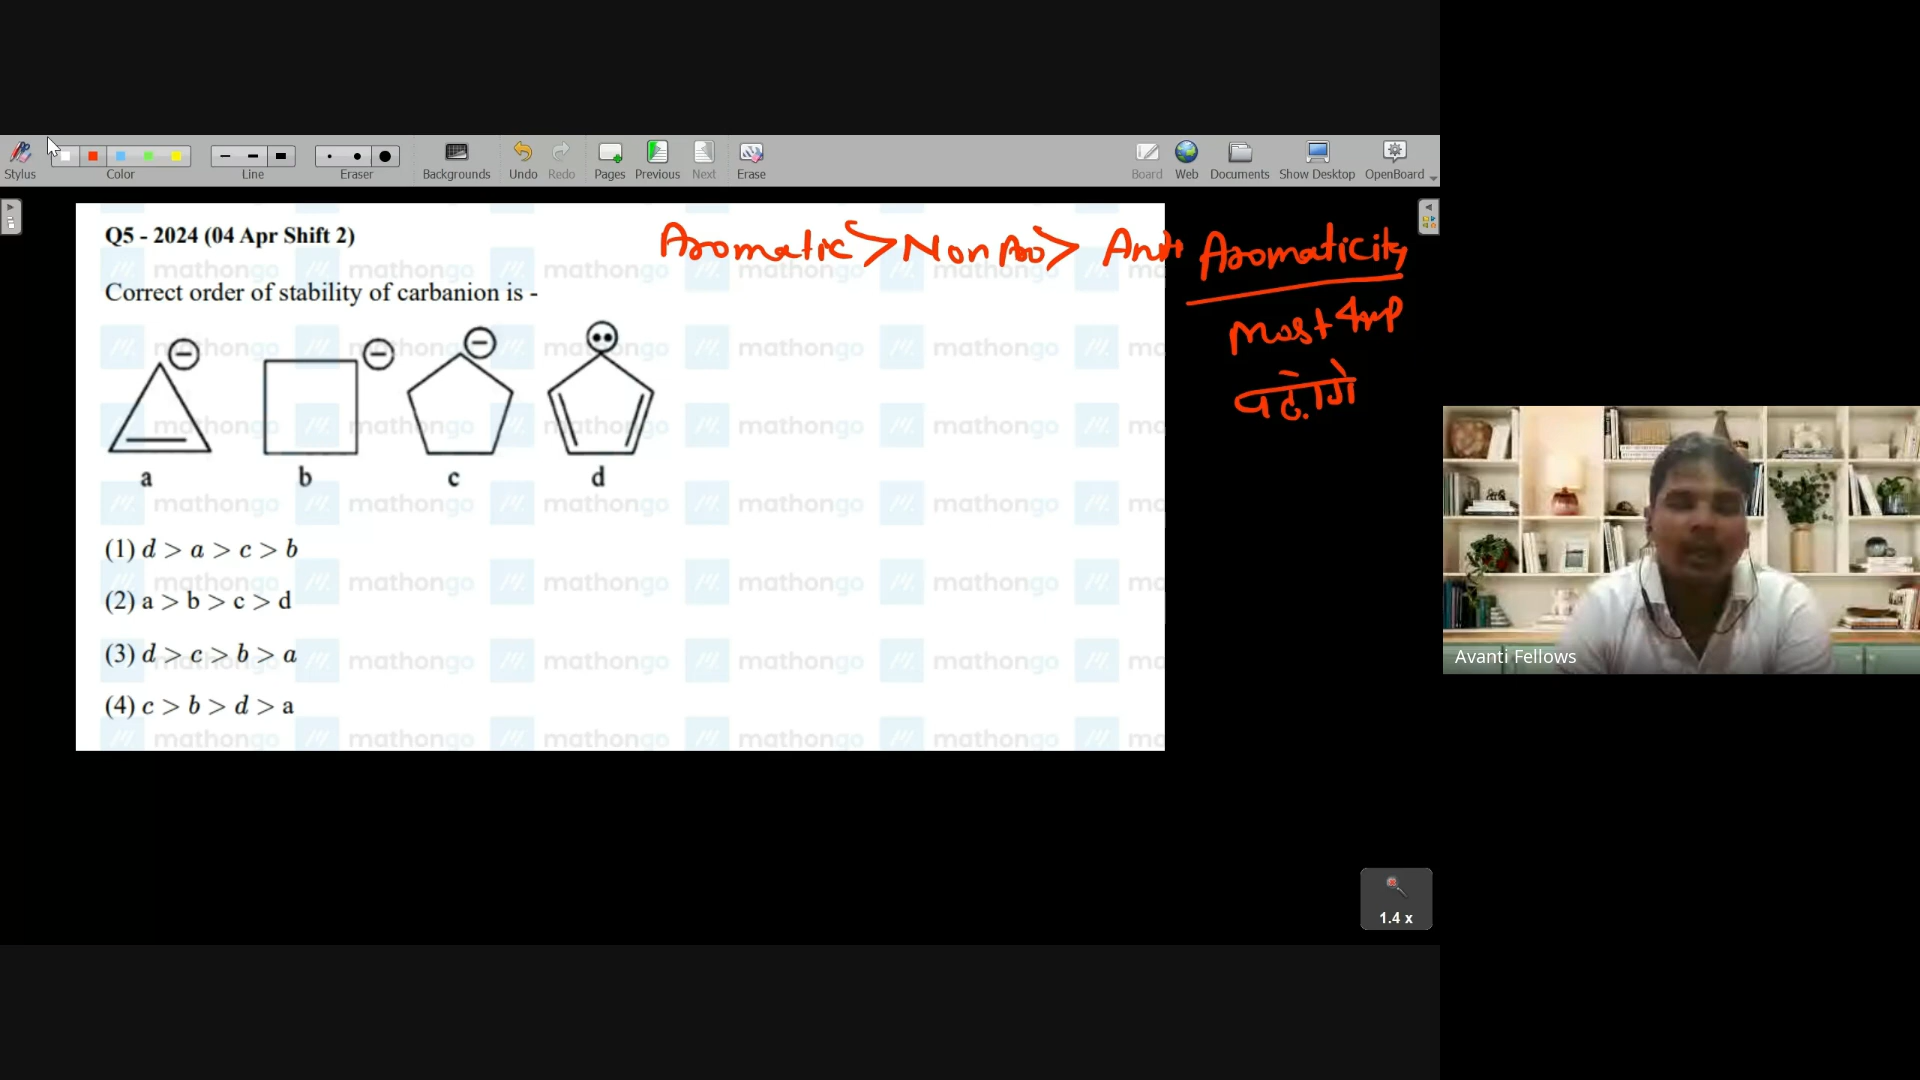 Stylus
Color
Line
Eraser
Backgrounds
Undo
Redo
Pages
Previous
Next
Erase
Board
Web
Documents
Show Desktop
OpenBoard
Q5 - 2024 (04 Apr Shift 2)
Aromatic > Non Aro > Anti Aromaticity
Most Imp
पढेंगे
Correct order of stability of carbanion is -
a b c d
(1) d > a > c > b
(2) a > b > c > d
(3) d > c > b > a
(4) c > b > d > a
mathongo
Avanti Fellows
1.4 x